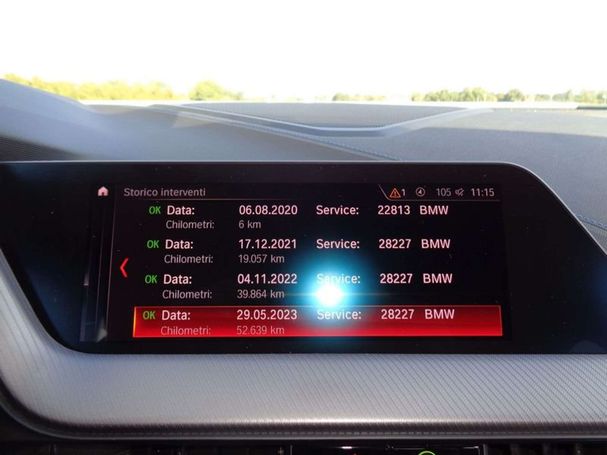 Storico interventi 1 4 105 11:15
OK Data: 06.08.2020 Service: 22813 BMW
Chilometri: 6 km
OK Data: 17.12.2021 Service: 28227 BMW
Chilometri: 19.057 km
OK Data: 04.11.2022 Service: 28227 BMW
Chilometri: 39.864 km
OK Data: 29.05.2023 Service: 28227 BMW
Chilometri: 52.639 km